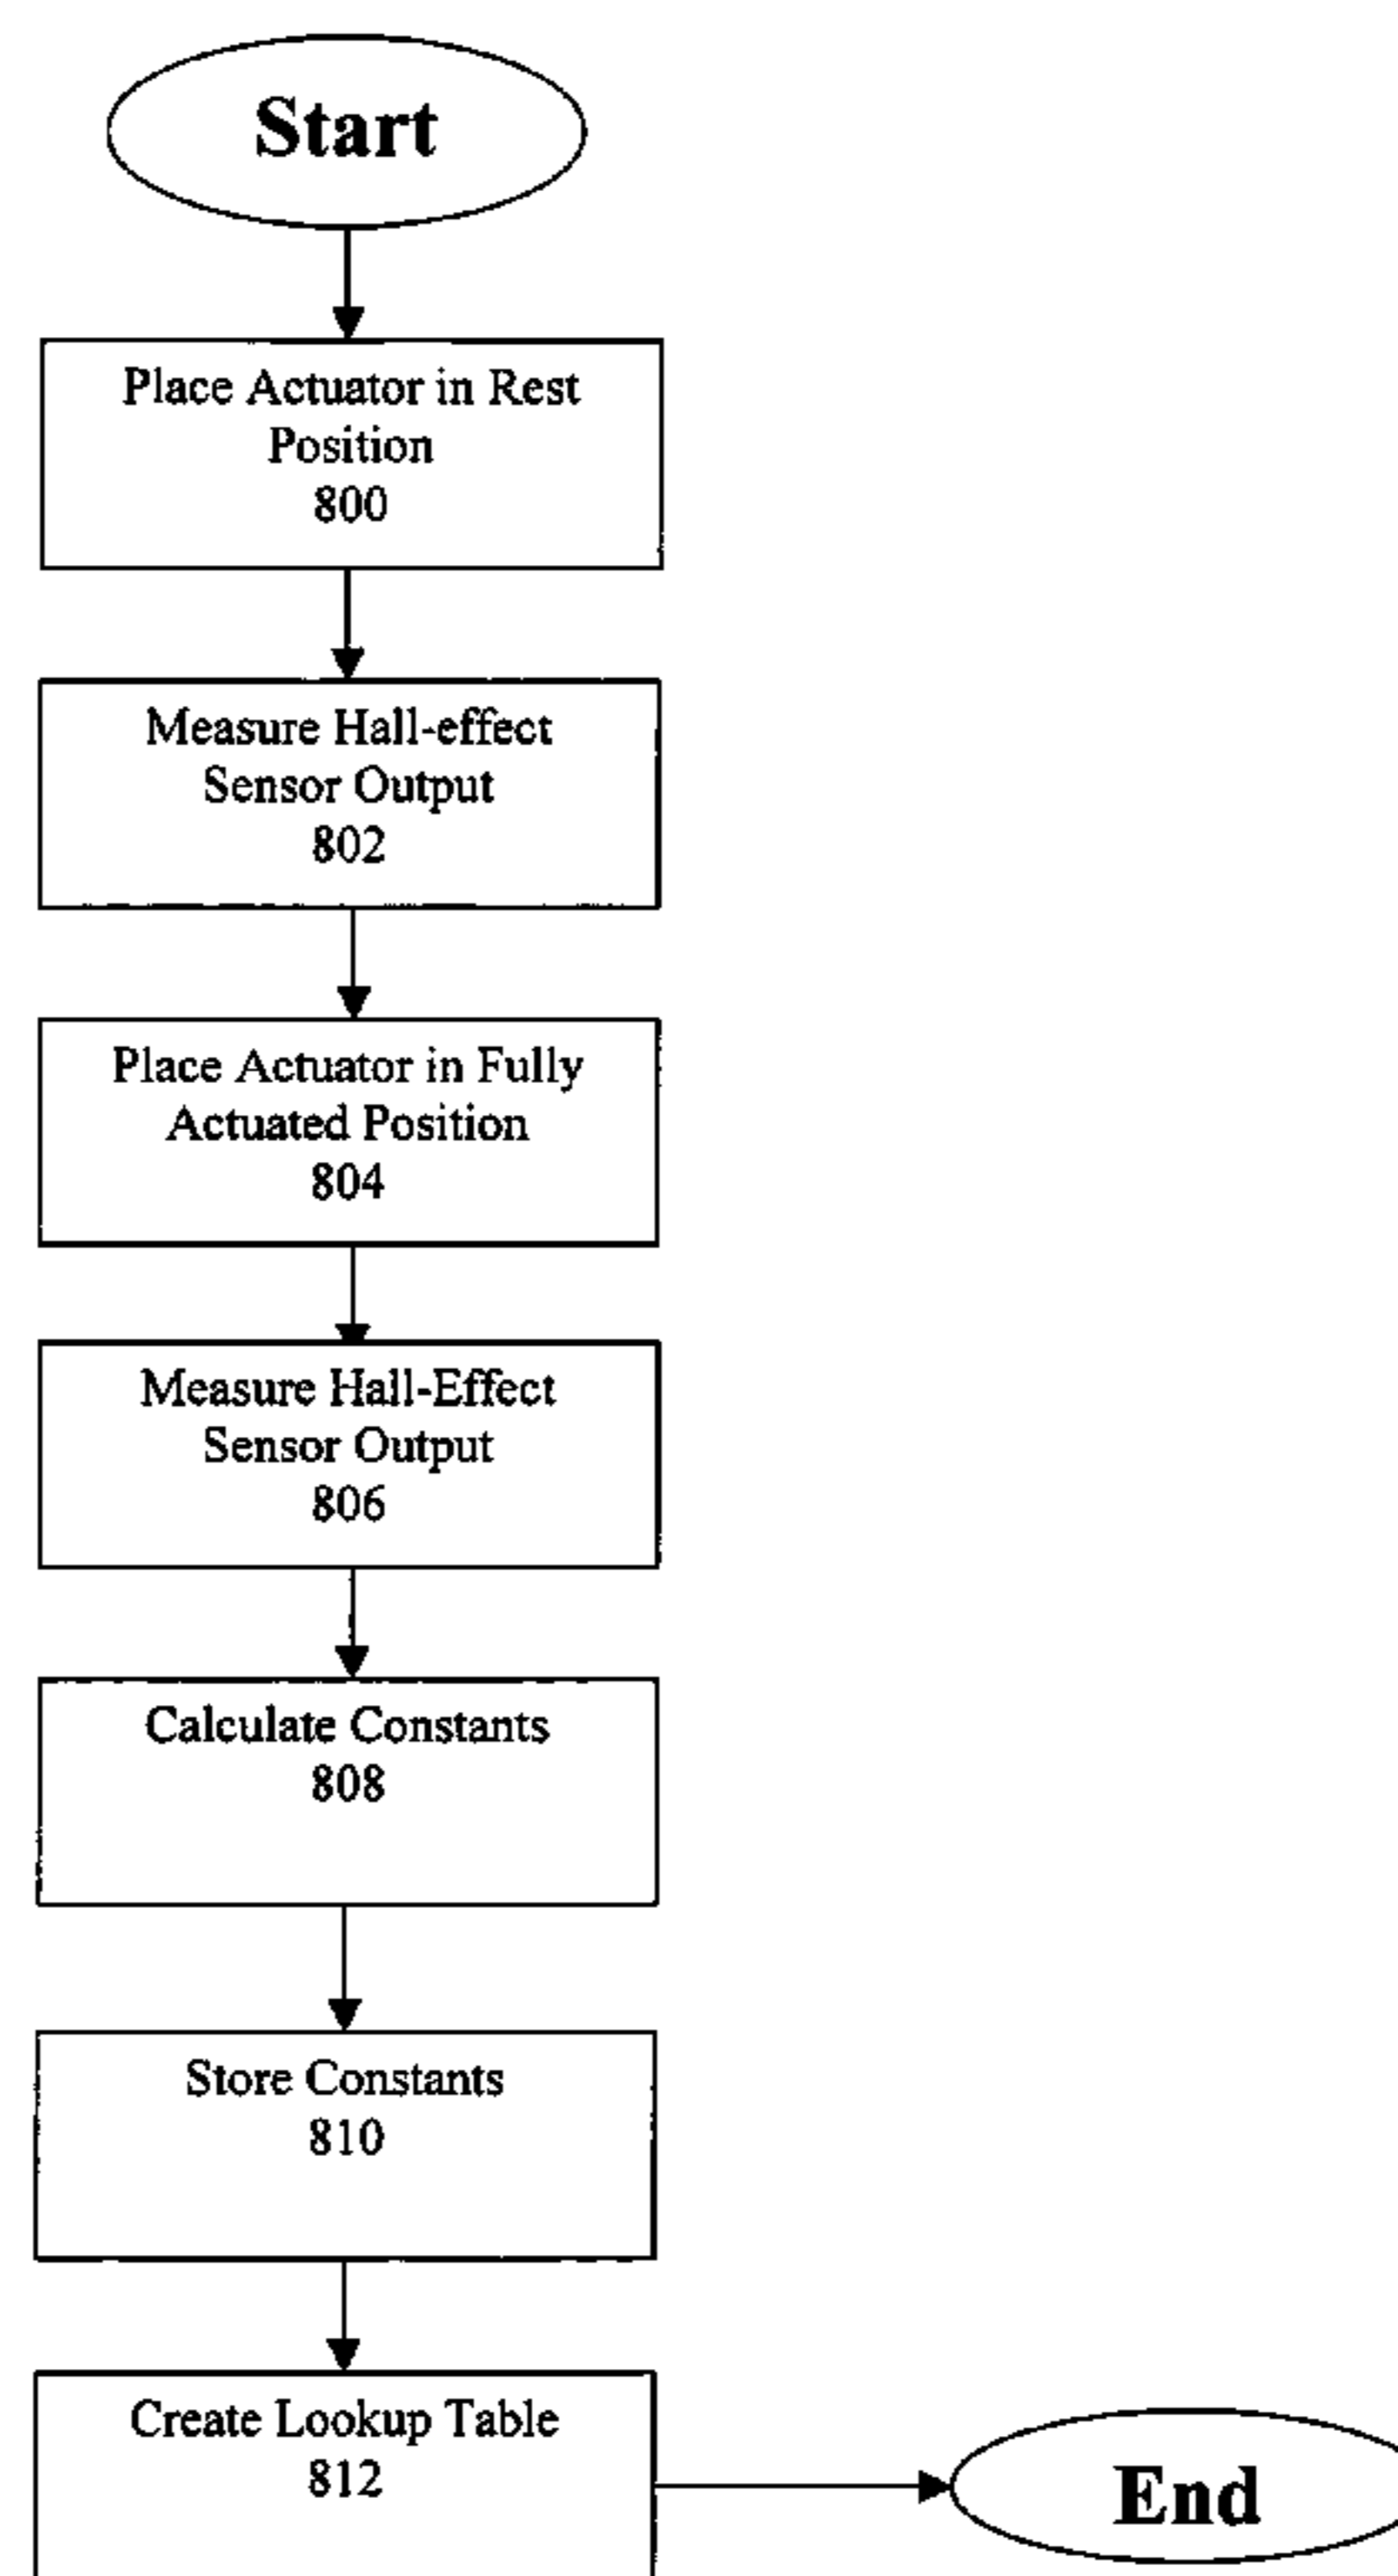 Start
Place Actuator in Rest
Position
800
Measure Hall-effect
Sensor Output
802
Place Actuator in Fully
Actuated Position
804
Measure Hall-Effect
Sensor Output
806
Calculate Constants
808
Store Constants
810
Create Lookup Table
812
End